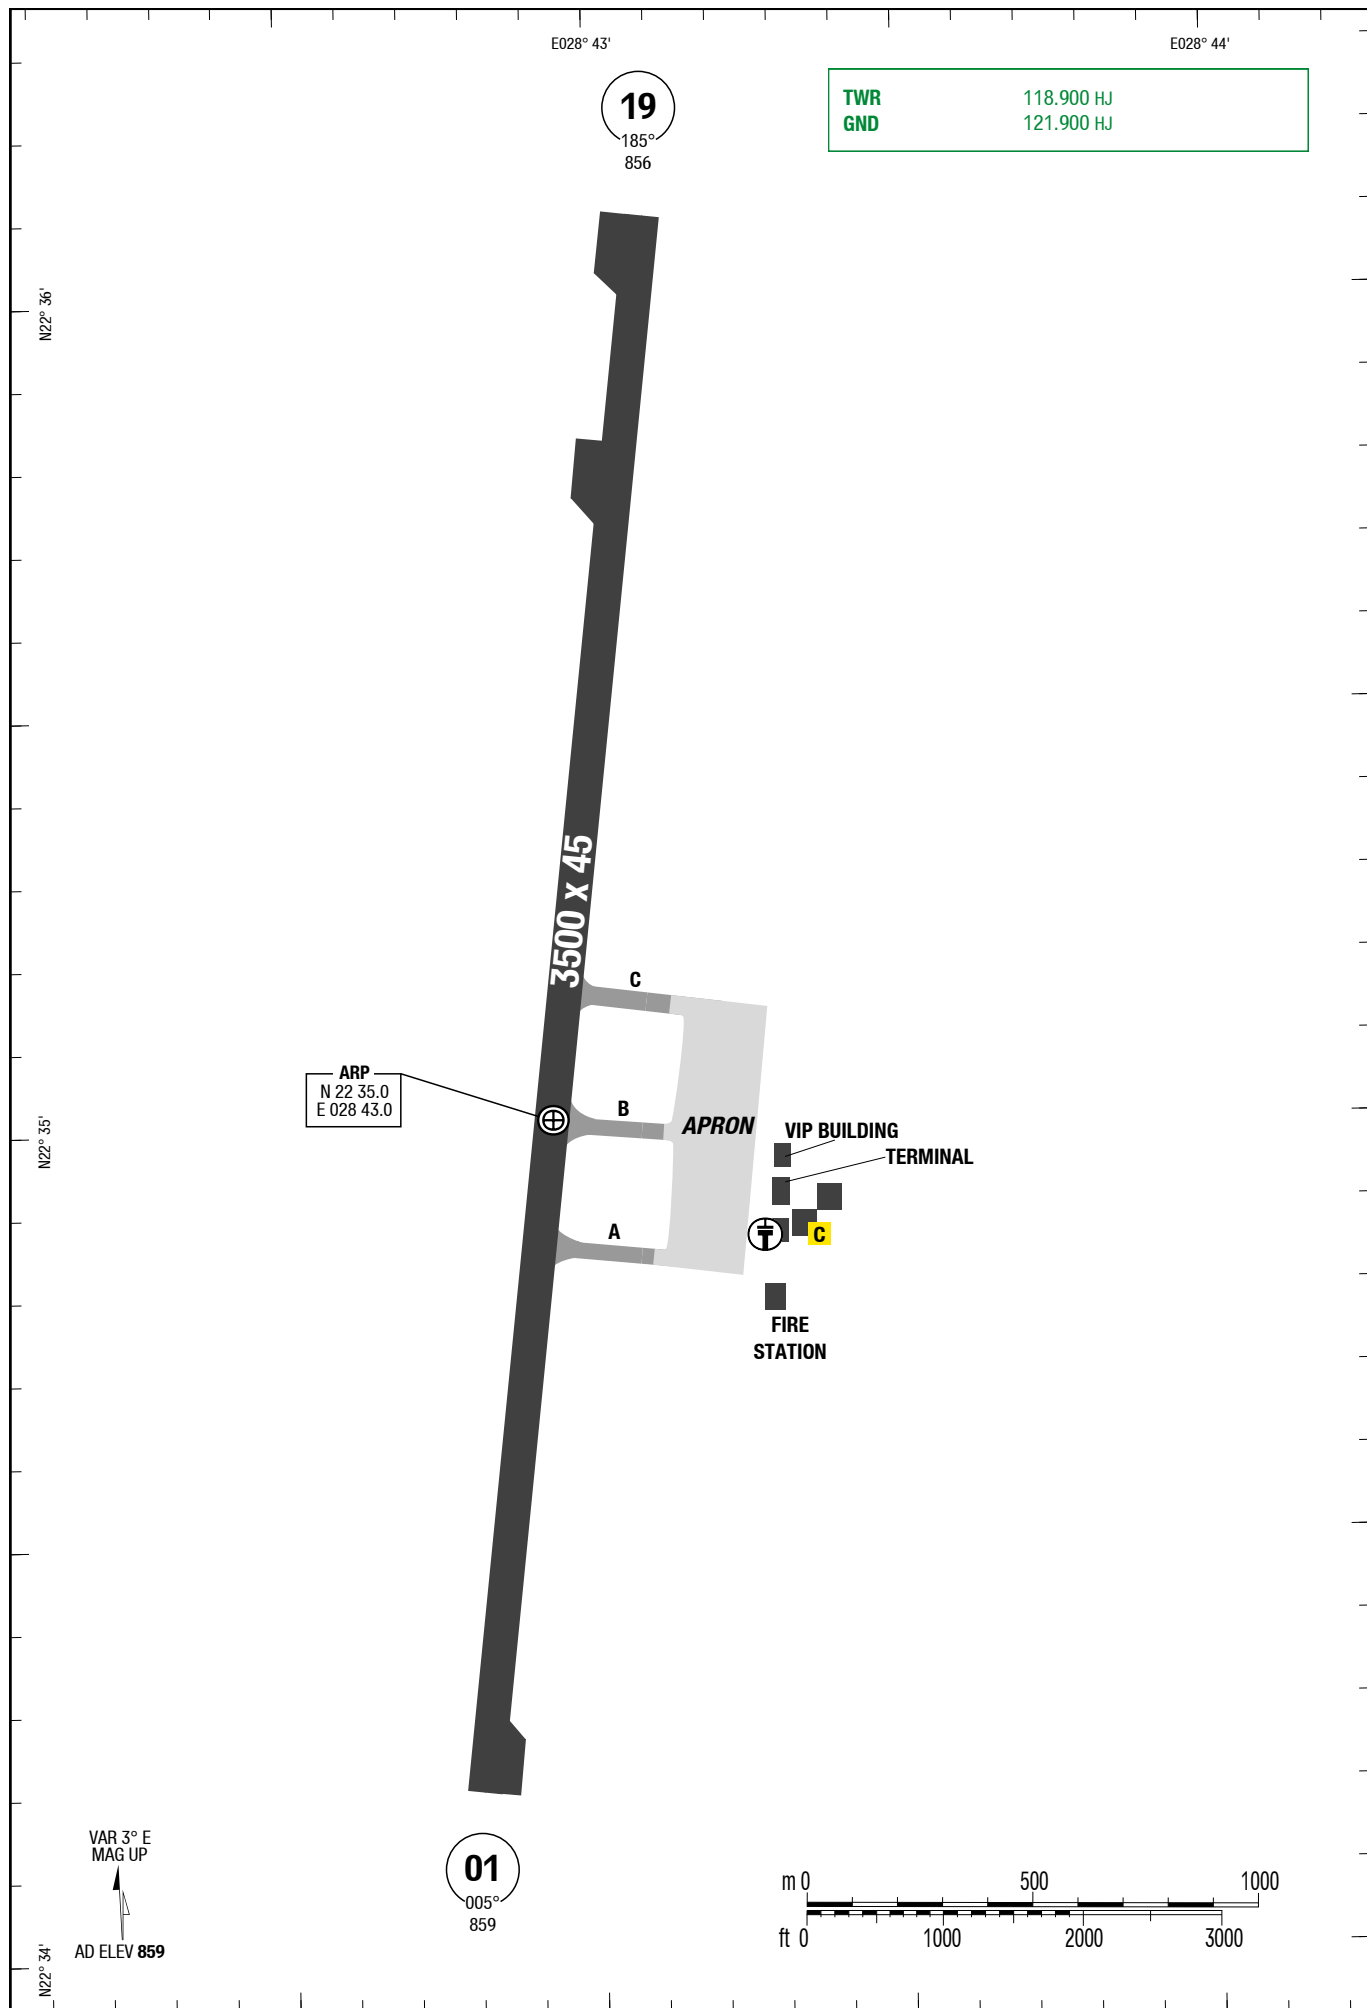 E028° 43'
E028° 44'
19
185°
856
TWR 118.900 HJ
GND 121.900 HJ
N22° 36'
3500 x 45
C
ARP
N 22 35.0
E 028 43.0
B
APRON
VIP BUILDING
TERMINAL
N22° 35'
A
C
FIRE
STATION
VAR 3° E
MAG UP
AD ELEV 859
01
005°
859
m 0 500 1000
ft 0 1000 2000 3000
N22° 34'